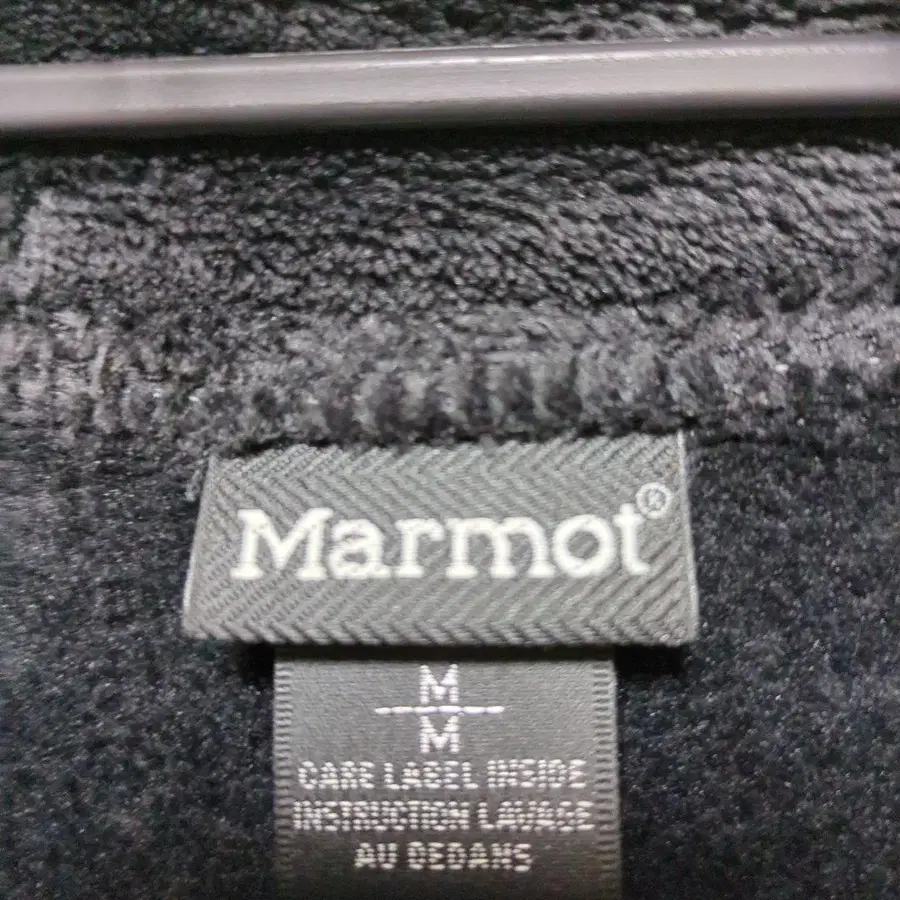 Marmot®
M
M
CARE LABEL INSIDE
INSTRUCTION LAVAGE
AU DEDANS